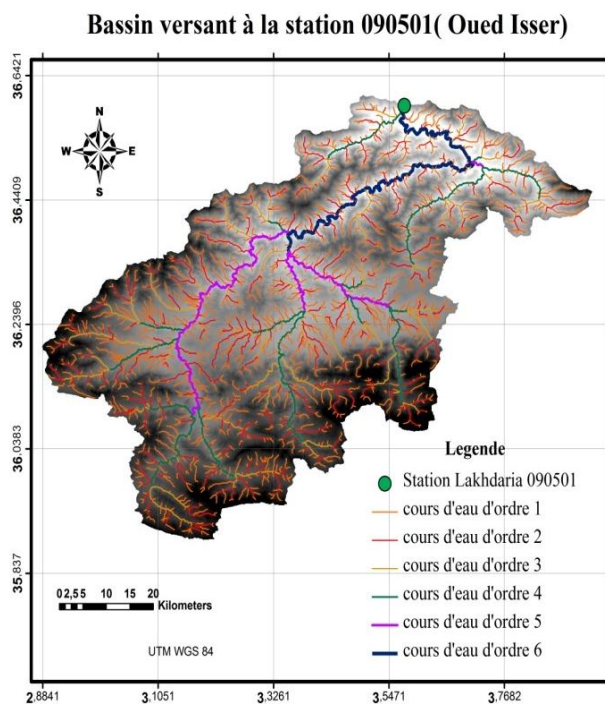 Bassin versant à la station 090501( Oued Isser)
36.6421
36.4409
36.2396
36.0383
35.837
N
W E
S
Legende
Station Lakhdaria 090501
cours d'eau d'ordre 1
cours d'eau d'ordre 2
cours d'eau d'ordre 3
cours d'eau d'ordre 4
cours d'eau d'ordre 5
cours d'eau d'ordre 6
0 2,5 5 10 15 20
Kilometers
UTM WGS 84
2.8841 3.1051 3.3261 3.5471 3.7682